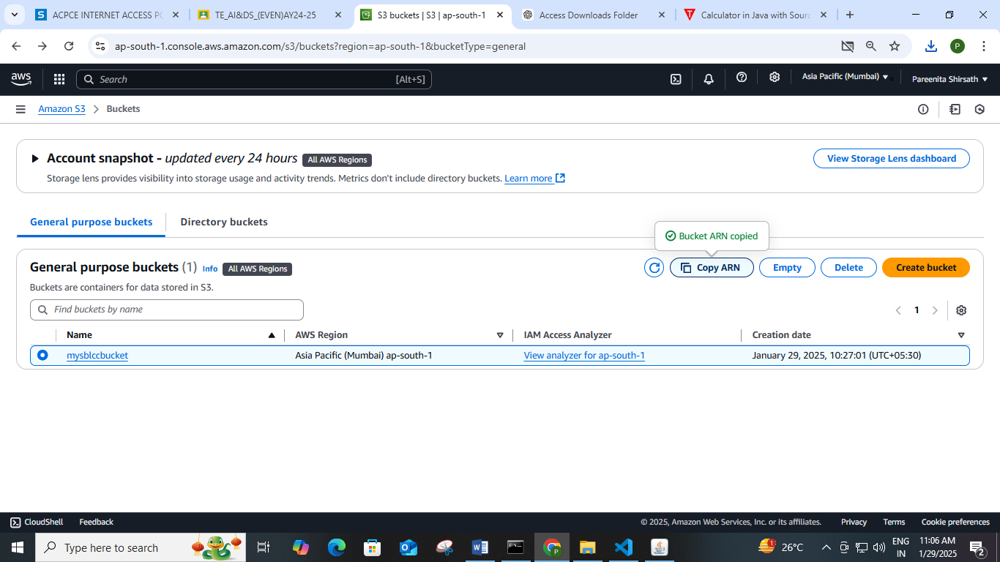 ACPCE INTERNET ACCESS PO
TE_AI&DS_(EVEN)AY24-25
S3 buckets | S3 | ap-south-1
Access Downloads Folder
Calculator in Java with Sourc
ap-south-1.console.aws.amazon.com/s3/buckets?region=ap-south-1&bucketType=general
P
aws
Search
[Alt+S]
Asia Pacific (Mumbai)
Pareenita Shirsath
Amazon S3
Buckets
Account snapshot - updated every 24 hours
All AWS Regions
View Storage Lens dashboard
Storage lens provides visibility into storage usage and activity trends. Metrics don't include directory buckets. Learn more
General purpose buckets
Directory buckets
Bucket ARN copied
General purpose buckets (1)
Info
All AWS Regions
Copy ARN
Empty
Delete
Create bucket
Buckets are containers for data stored in S3.
Find buckets by name
1
Name
AWS Region
IAM Access Analyzer
Creation date
mysblccbucket
Asia Pacific (Mumbai) ap-south-1
View analyzer for ap-south-1
January 29, 2025, 10:27:01 (UTC+05:30)
CloudShell
Feedback
© 2025, Amazon Web Services, Inc. or its affiliates.
Privacy
Terms
Cookie preferences
Type here to search
1
26°C
ENG
IN
11:06 AM
1/29/2025
2